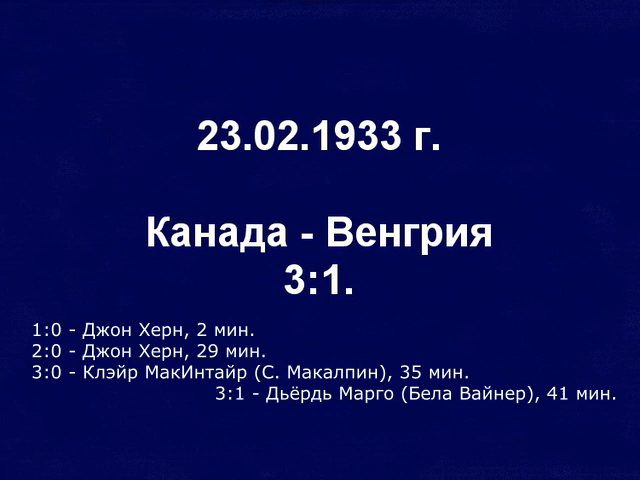 23.02.1933 г.
Канада - Венгрия
3:1.
1:0 - Джон Херн, 2 мин.
2:0 - Джон Херн, 29 мин.
3:0 - Клэйр МакИнтайр (С. Макалпин), 35 мин.
3:1 - Дьёрдь Марго (Бела Вайнер), 41 мин.